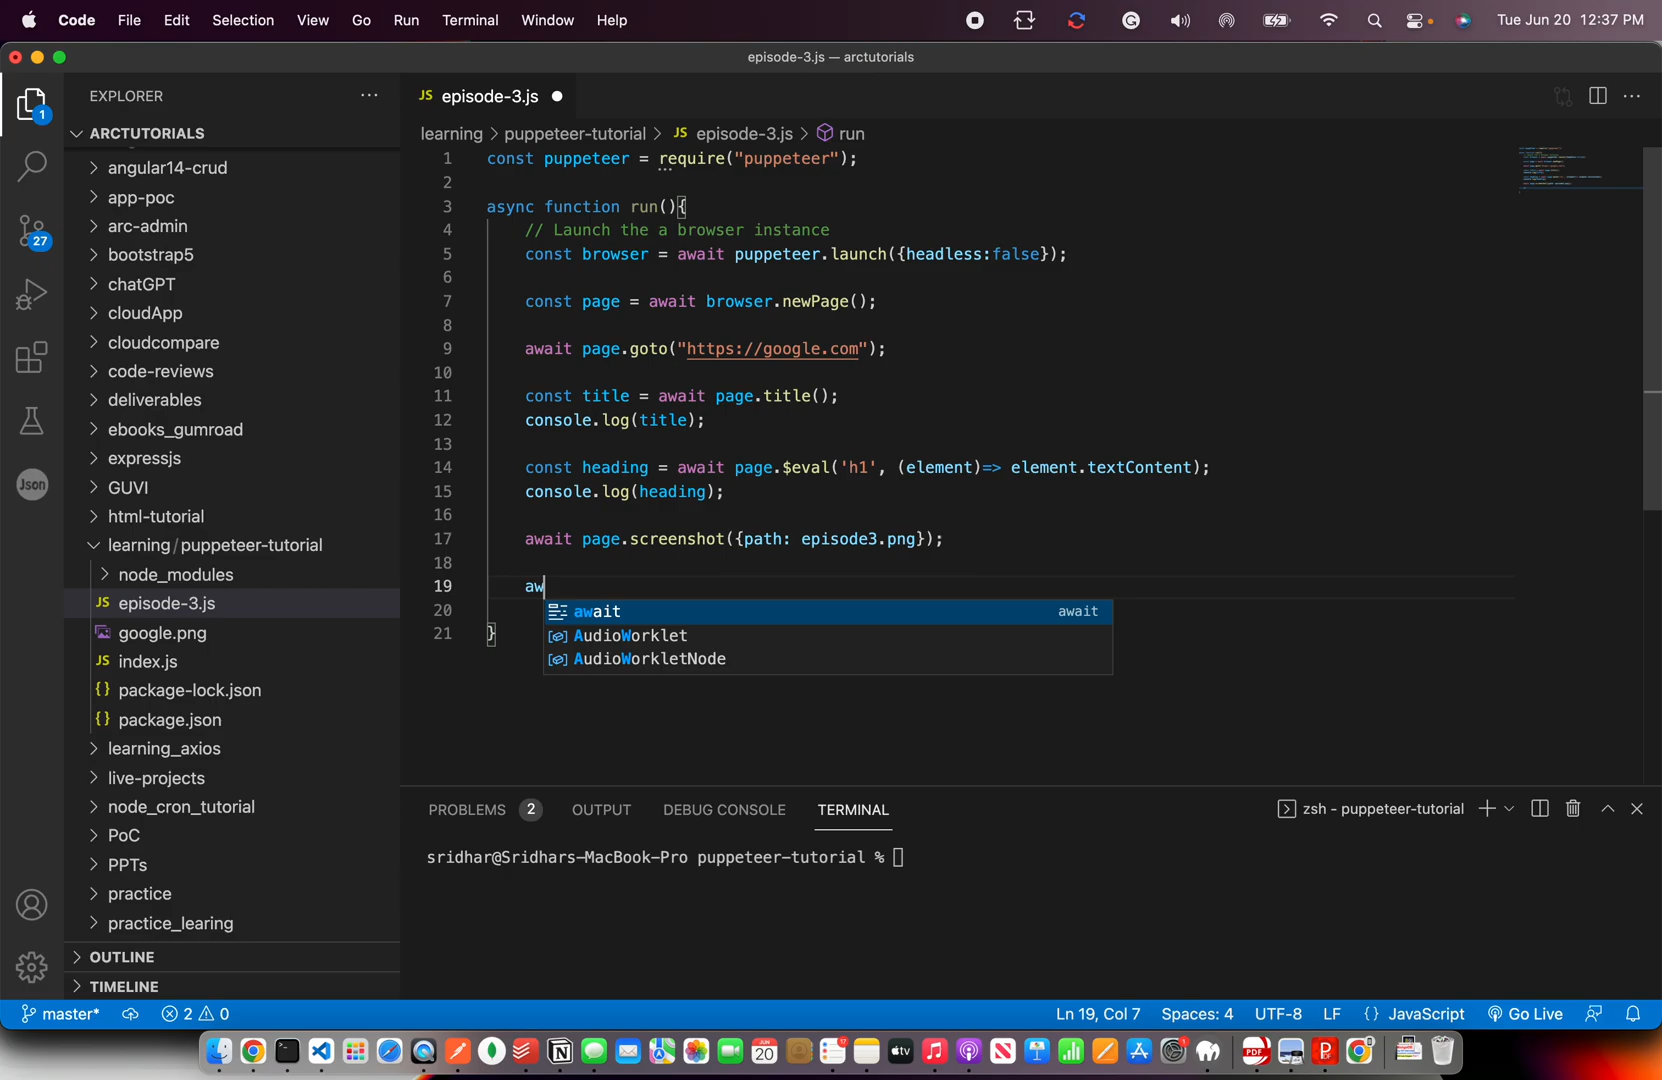 Code File Edit Selection View Go Run Terminal Window Help Tue Jun 20 12:37 PM
episode-3.js — arctutorials
EXPLORER
JS episode-3.js
1
ARCTUTORIALS
learning > puppeteer-tutorial > JS episode-3.js > run
angular14-crud
app-poc
arc-admin
27
bootstrap5
chatGPT
cloudApp
cloudcompare
code-reviews
deliverables
ebooks_gumroad
expressjs
Json
GUVI
html-tutorial
learning/puppeteer-tutorial
node_modules
JS episode-3.js
google.png
JS index.js
{} package-lock.json
{} package.json
learning_axios
live-projects
node_cron_tutorial
PoC
PPTs
practice
practice_learing
OUTLINE
TIMELINE
1 const puppeteer = require("puppeteer");
2
3 async function run(){
4 // Launch the a browser instance
5 const browser = await puppeteer.launch({headless:false});
6
7 const page = await browser.newPage();
8
9 await page.goto("https://google.com");
10
11 const title = await page.title();
12 console.log(title);
13
14 const heading = await page.$eval('h1', (element)=> element.textContent);
15 console.log(heading);
16
17 await page.screenshot({path: episode3.png});
18
19 aw
20
21 }
await await
AudioWorklet
AudioWorkletNode
PROBLEMS 2 OUTPUT DEBUG CONSOLE TERMINAL zsh - puppeteer-tutorial
sridhar@Sridhars-MacBook-Pro puppeteer-tutorial %
master* 2 0 Ln 19, Col 7 Spaces: 4 UTF-8 LF {} JavaScript Go Live